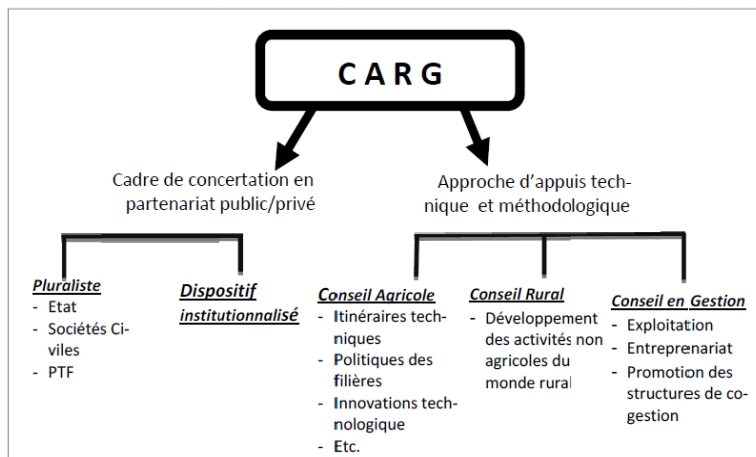 C A R G
Cadre de concertation en
partenariat public/privé
Approche d'appuis tech-
nique et méthodologique
Pluraliste
- Etat
- Sociétés Ci-
viles
- PTF
Dispositif
institutionnalisé
Conseil Agricole
- Itinéraires tech-
niques
- Politiques des
filières
- Innovations tech-
nologique
- Etc.
Conseil Rural
- Développement
des activités non
agricoles du
monde rural
Conseil en Gestion
- Exploitation
- Entreprenariat
- Promotion des
structures de co-
gestion